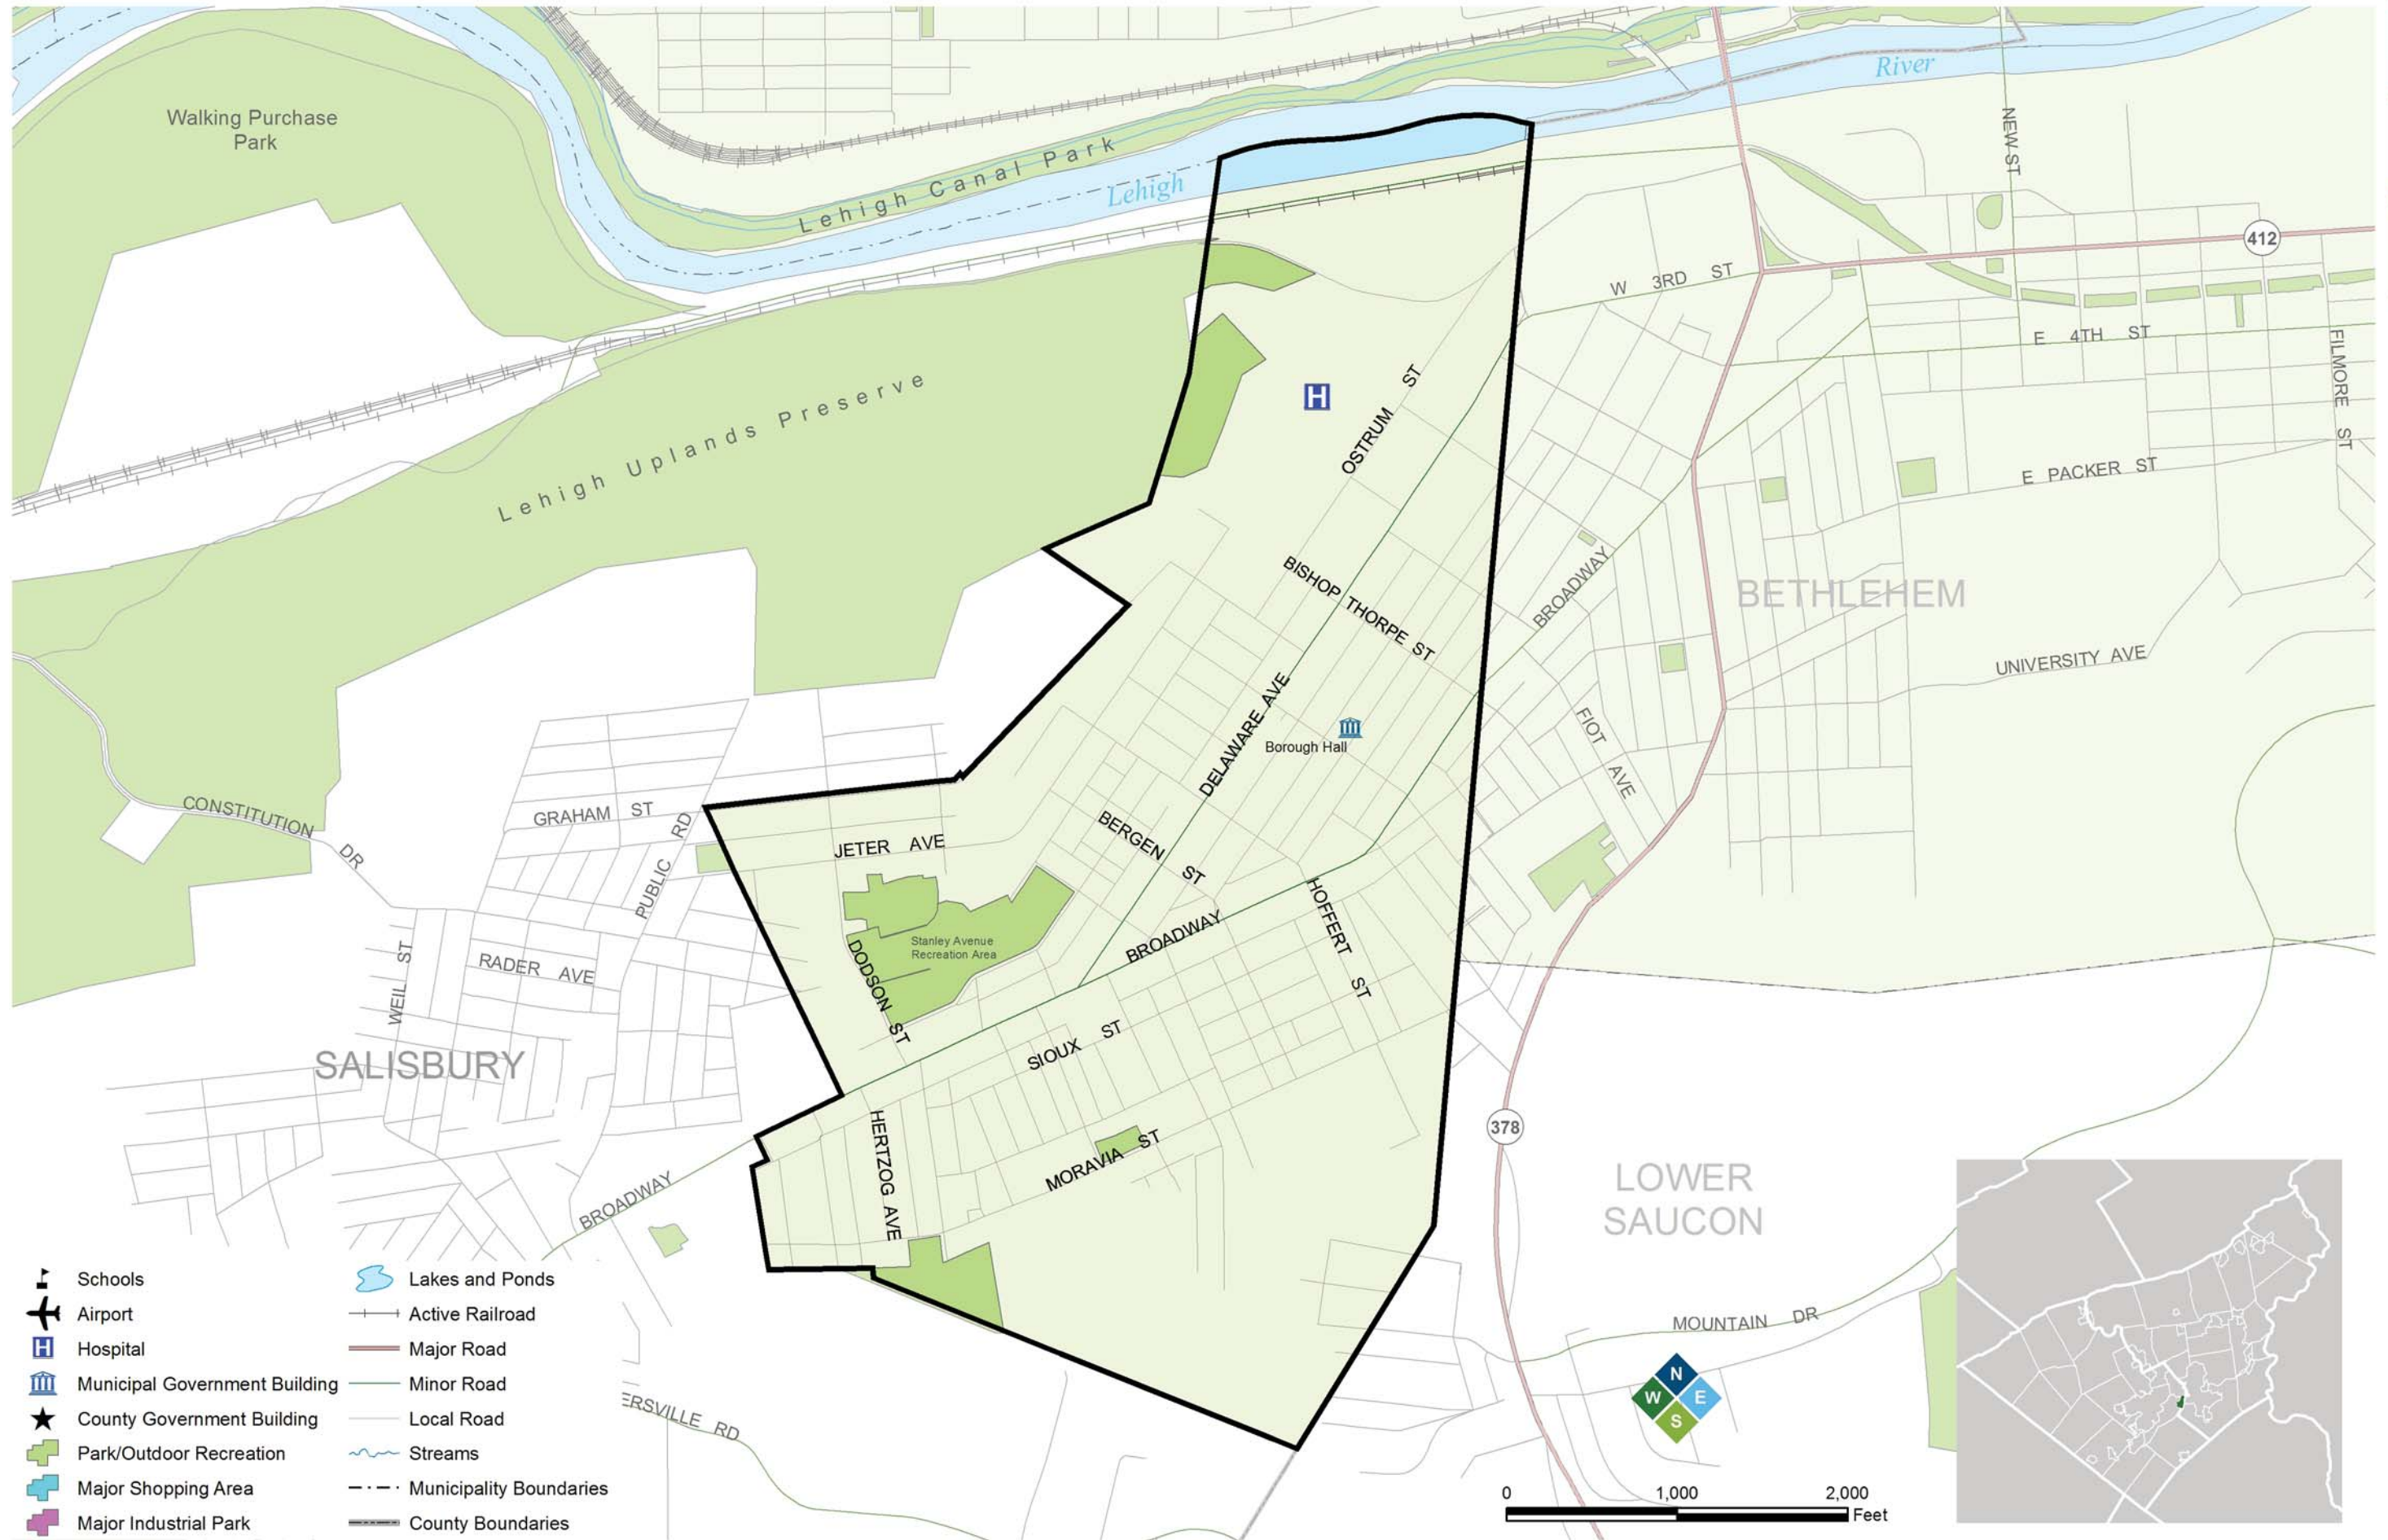 River
Walking Purchase
Park
NEW ST
Lehigh Canal Park
Lehigh
412
W 3RD ST
E 4TH ST
FILMORE ST
OSTRUM ST
H
Lehigh Uplands Preserve
E PACKER ST
BISHOP THORPE ST
BROADWAY
BETHLEHEM
UNIVERSITY AVE
DELAWARE AVE
FIOT AVE
Borough Hall
CONSTITUTION DR
GRAHAM ST
PUBLIC RD
JETER AVE
BERGEN ST
HOFFERT ST
BROADWAY
Stanley Avenue
Recreation Area
DODSON ST
WEIL ST
RADER AVE
SIOUX ST
SALISBURY
HERTZOG AVE
MORAVIA ST
378
BROADWAY
LOWER
SAUCON
MOUNTAIN DR
ERSVILLE RD
Schools
Airport
H Hospital
Municipal Government Building
County Government Building
Park/Outdoor Recreation
Major Shopping Area
Major Industrial Park
Lakes and Ponds
Active Railroad
Major Road
Minor Road
Local Road
Streams
Municipality Boundaries
County Boundaries
N
W E
S
0 1,000 2,000
Feet